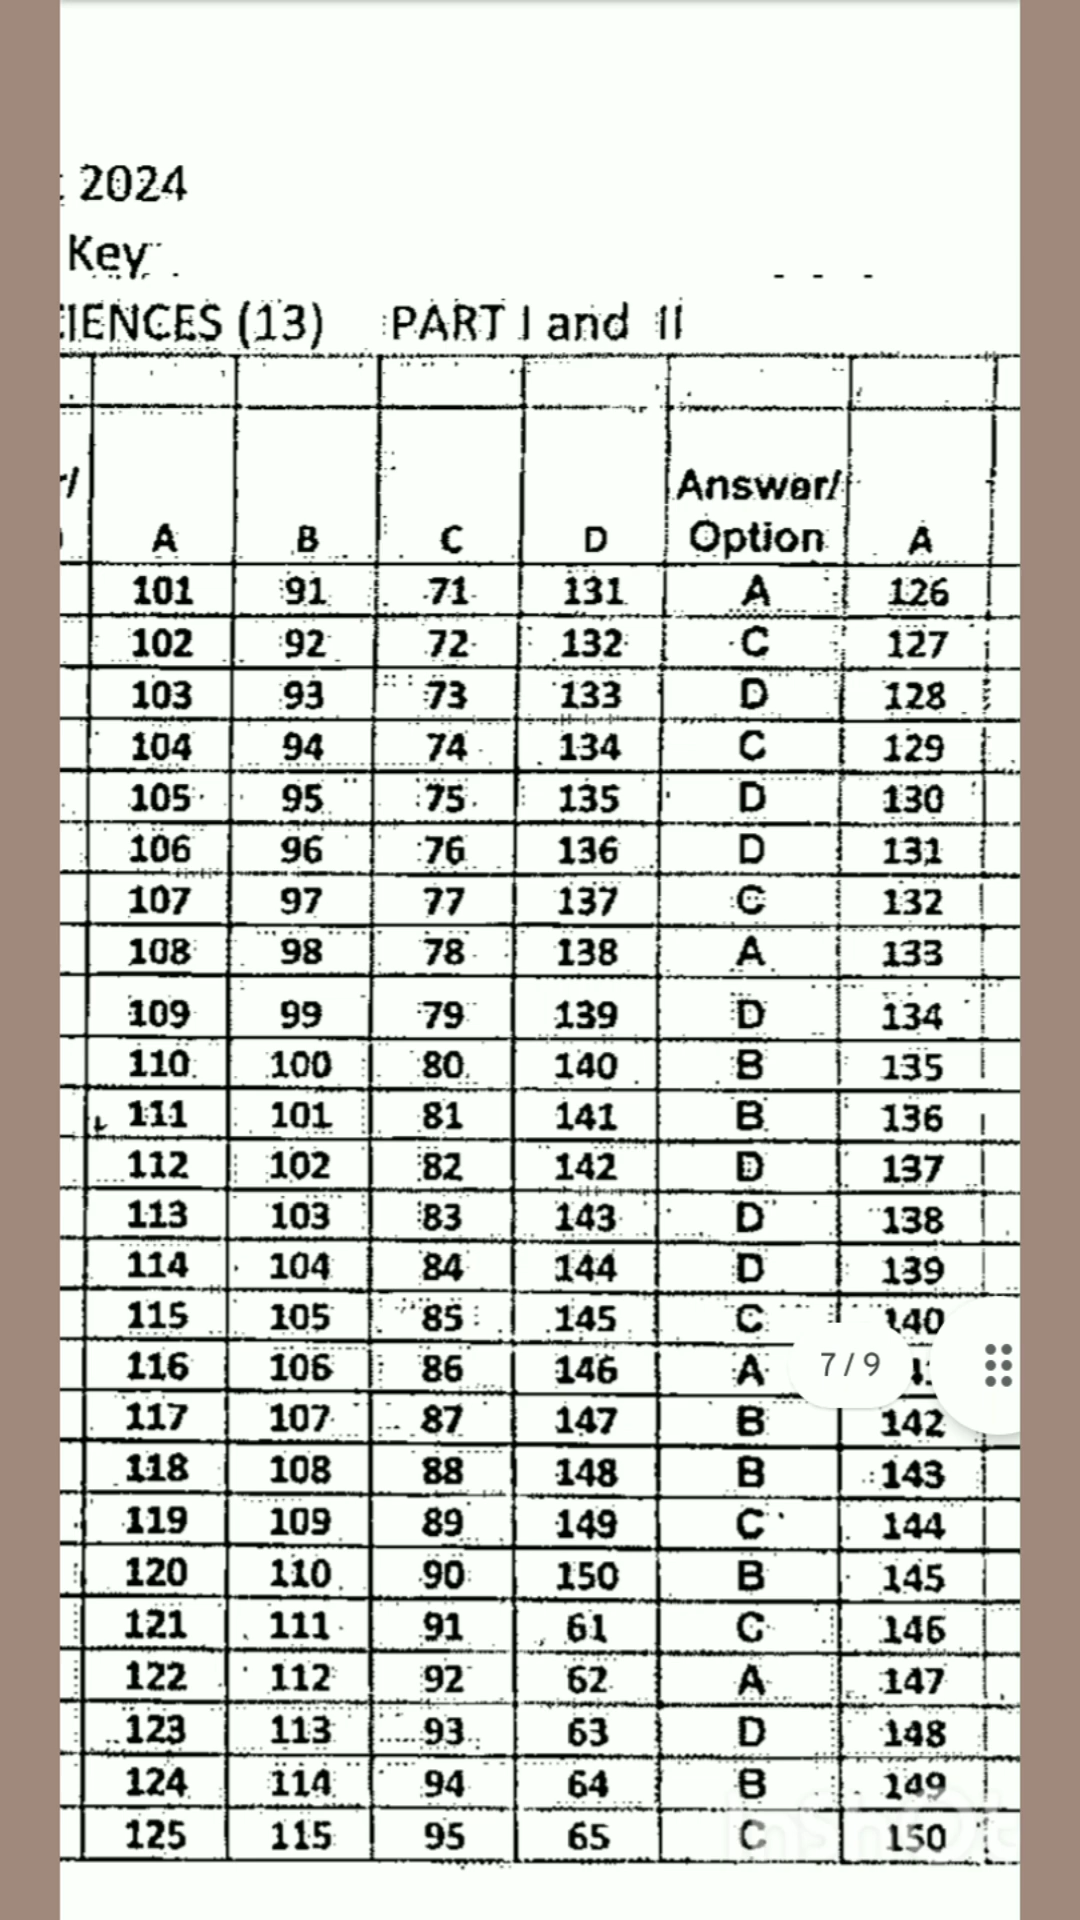 : 2024
Key
CIENCES (13) PART I and II
r/ Answer/
A B C D Option A
101 91 71 131 A 126
102 92 72 132 C 127
103 93 73 133 D 128
104 94 74 134 C 129
105 95 75 135 D 130
106 96 76 136 D 131
107 97 77 137 C 132
108 98 78 138 A 133
109 99 79 139 D 134
110 100 80 140 B 135
111 101 81 141 B 136
112 102 82 142 D 137
113 103 83 143 D 138
114 104 84 144 D 139
115 105 85 145 C 140
116 106 86 146 A 7/9
117 107 87 147 B 142
118 108 88 148 B 143
119 109 89 149 C 144
120 110 90 150 B 145
121 111 91 61 C 146
122 112 92 62 A 147
123 113 93 63 D 148
124 114 94 64 B 149
125 115 95 65 C 150
InShOt